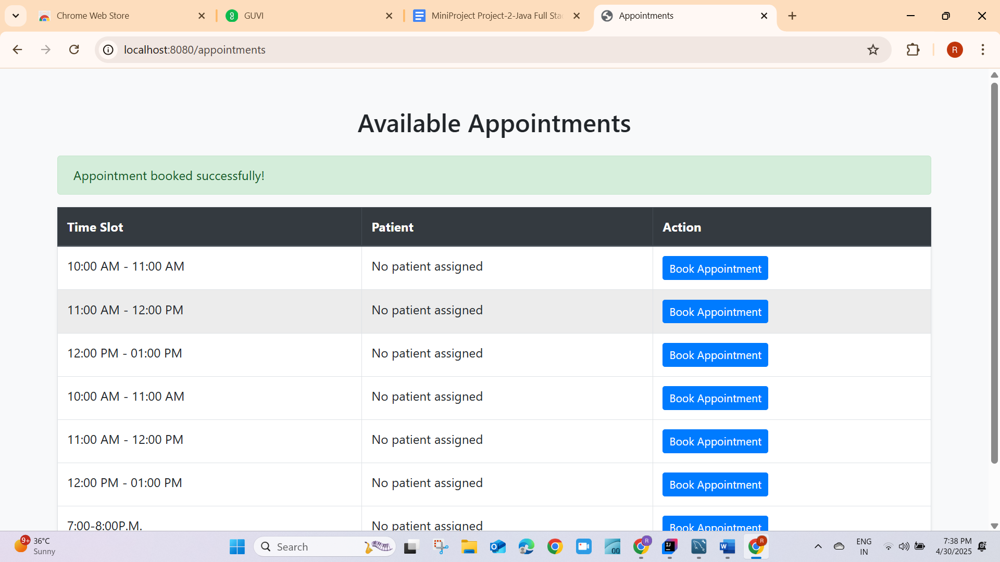 Chrome Web Store
GUVI
MiniProject Project-2-Java Full Sta
Appointments
localhost:8080/appointments
R
Available Appointments
Appointment booked successfully!
Time Slot Patient Action
10:00 AM - 11:00 AM No patient assigned Book Appointment
11:00 AM - 12:00 PM No patient assigned Book Appointment
12:00 PM - 01:00 PM No patient assigned Book Appointment
10:00 AM - 11:00 AM No patient assigned Book Appointment
11:00 AM - 12:00 PM No patient assigned Book Appointment
12:00 PM - 01:00 PM No patient assigned Book Appointment
7:00-8:00P.M. No patient assigned Book Appointment
9+
36°C
Sunny
Search
R
R
ENG
IN
7:38 PM
4/30/2025